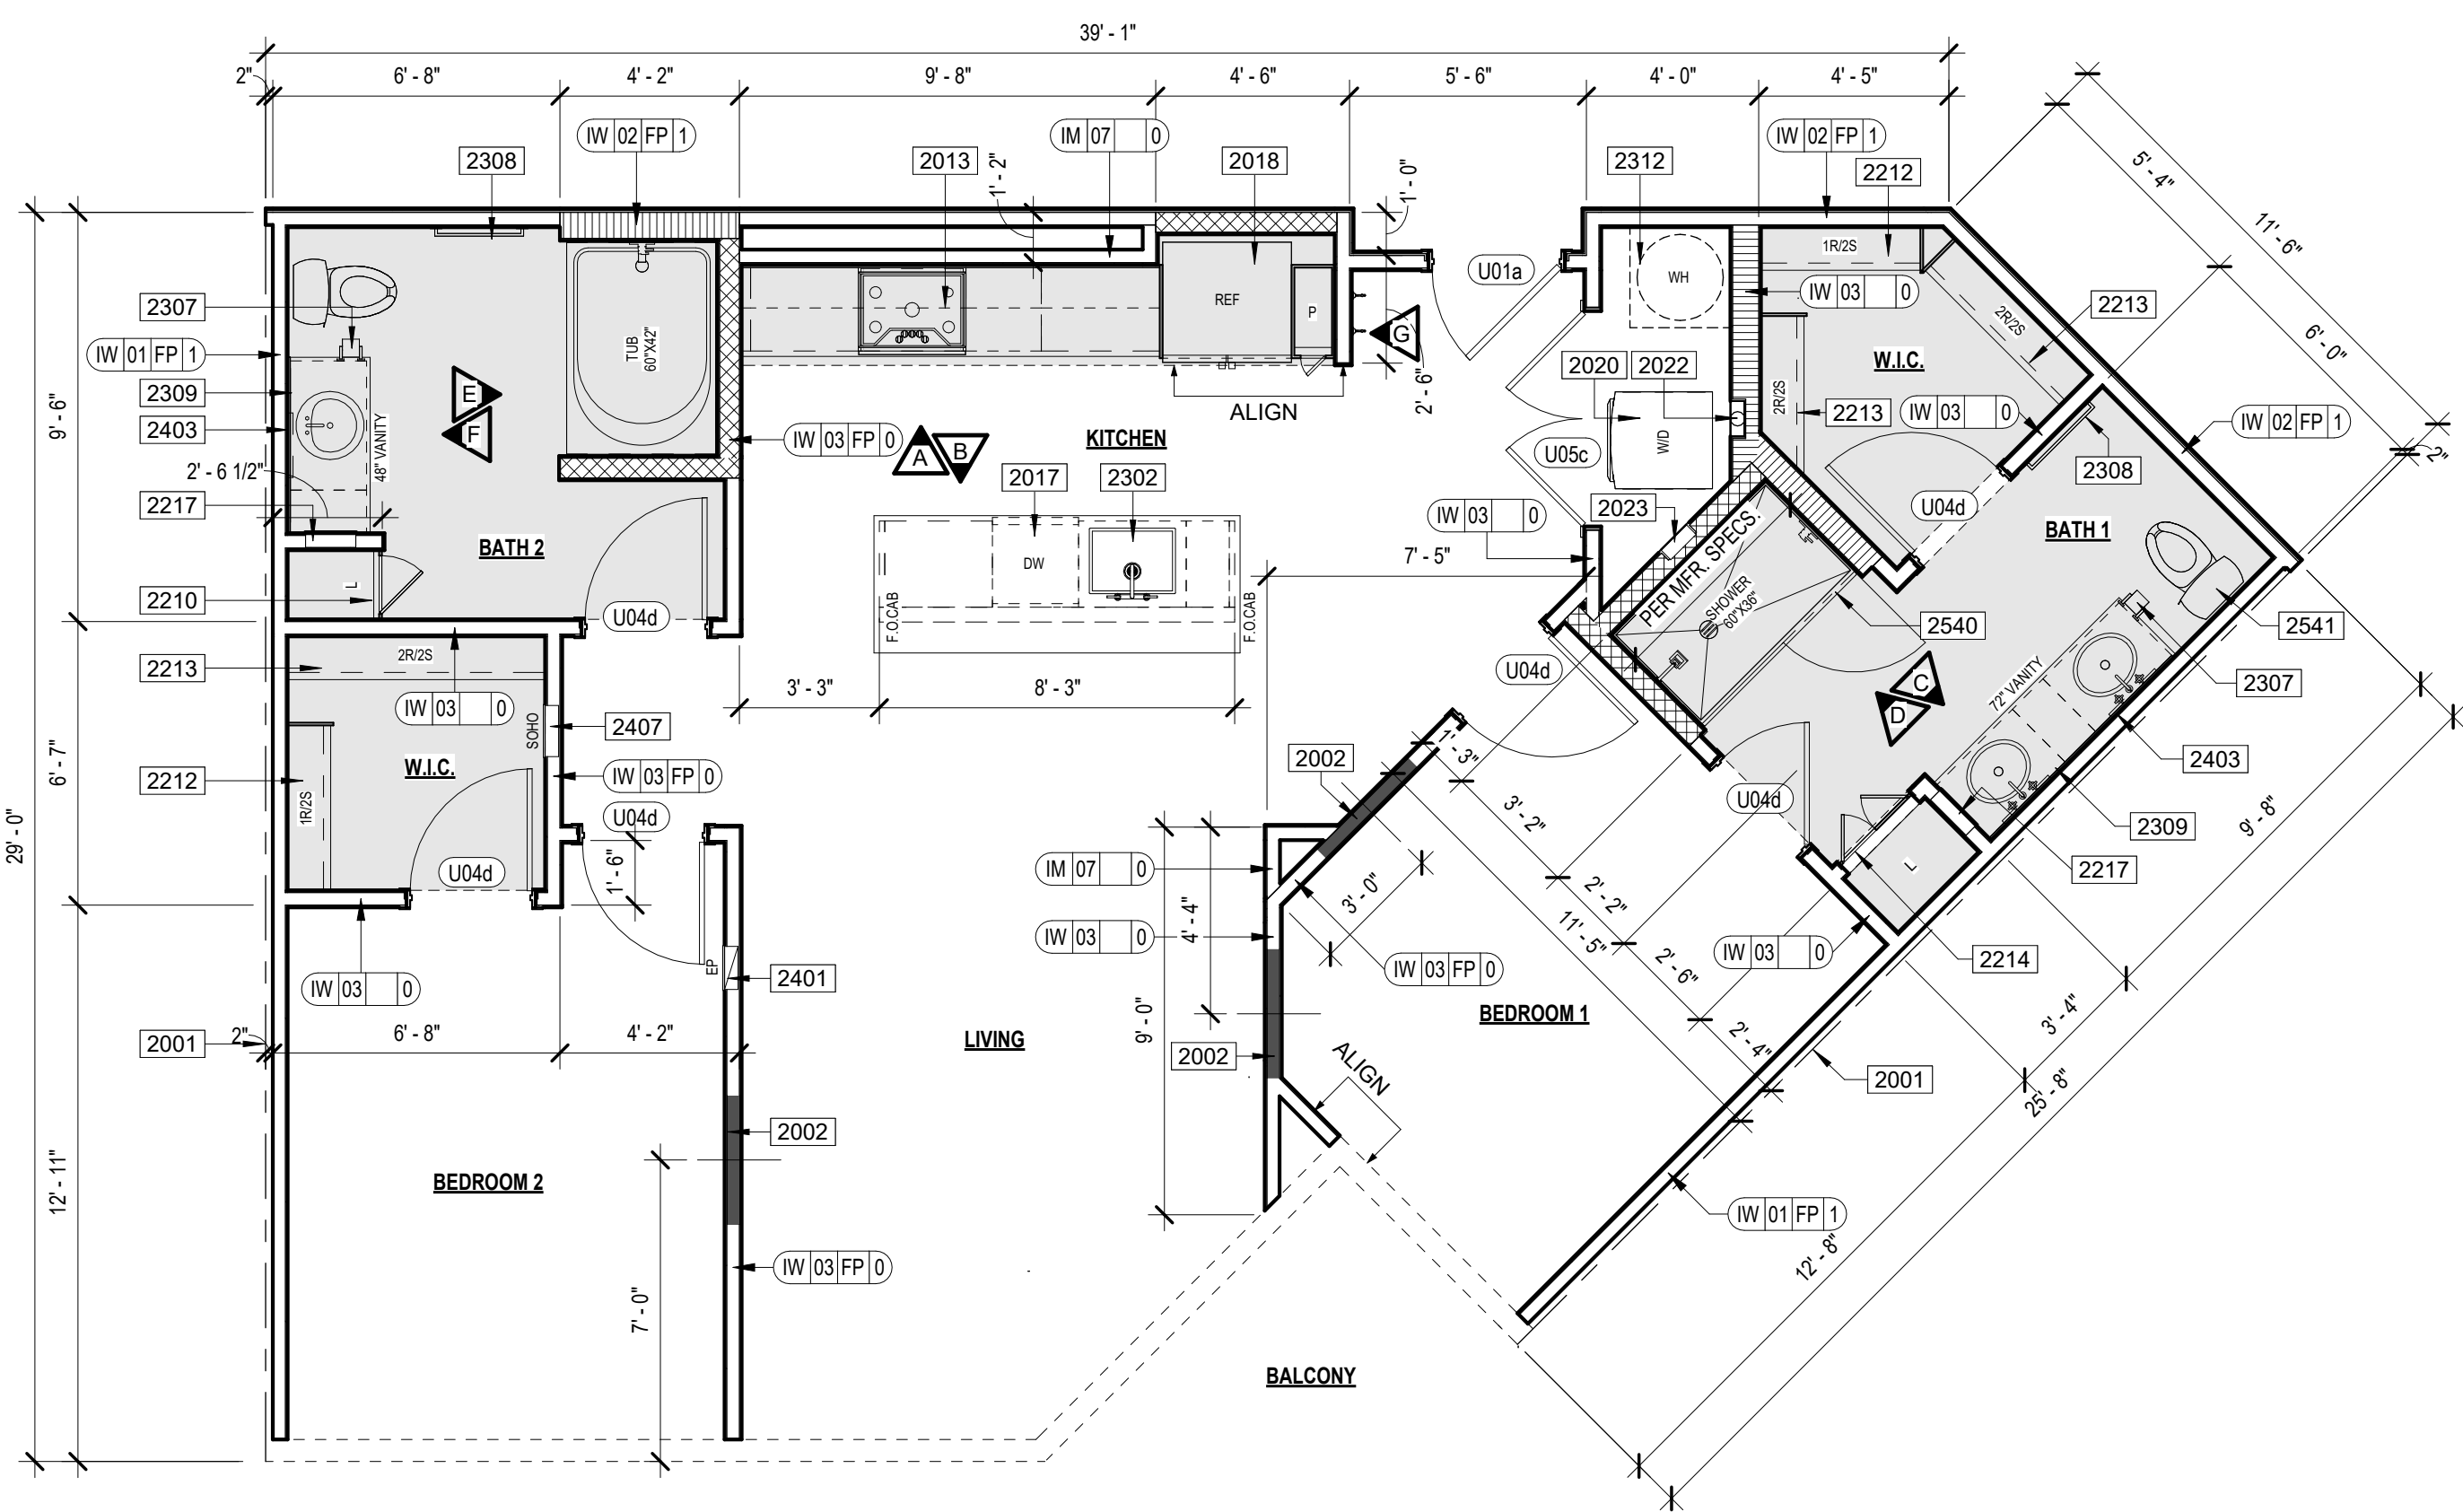 39' - 1"
2"
6' - 8"
4' - 2"
9' - 8"
4' - 6"
5' - 6"
4' - 0"
4' - 5"
IW 02 FP 1
IM 07 0
IW 02 FP 1
2308
2013
2018
2312
2212
1' - 2"
1' - 0"
5' - 4"
11' - 6"
6' - 0"
2"
U01a
1R/2S
WH
IW 03 0
2R/2S
2213
2307
IW 01 FP 1
2309
2403
2' - 6 1/2"
2217
2210
48" VANITY
E
F
TUB
60"X42"
REF
P
G
2' - 6"
ALIGN
2020
2022
W/D
W.I.C.
2R/2S
2213
IW 03 0
IW 02 FP 1
2308
9' - 6"
IW 03 FP 0
A
B
KITCHEN
U05c
2017
2302
2023
IW 03 0
U04d
BATH 1
BATH 2
L
DW
7' - 5"
PER MFR. SPECS.
SHOWER
60"X36"
2540
2541
U04d
F.O.CAB
F.O.CAB
U04d
2213
2R/2S
IW 03 0
3' - 3"
8' - 3"
C
D
72" VANITY
2307
2403
2309
2217
SOHO
2407
W.I.C.
IW 03 FP 0
2212
1R/2S
6' - 7"
U04d
1' - 6"
U04d
29' - 0"
2002
1' - 3"
3' - 2"
U04d
9' - 8"
IM 07 0
3' - 0"
2' - 2"
11' - 5"
L
IW 03 0
4' - 4"
IW 03 FP 0
IW 03 0
2214
2' - 6"
IW 03 0
EP
2401
2001
2"
6' - 8"
4' - 2"
LIVING
9' - 0"
2002
BEDROOM 1
ALIGN
2' - 4"
2001
3' - 4"
25' - 8"
2002
12' - 11"
BEDROOM 2
IW 01 FP 1
IW 03 FP 0
7' - 0"
12' - 8"
BALCONY